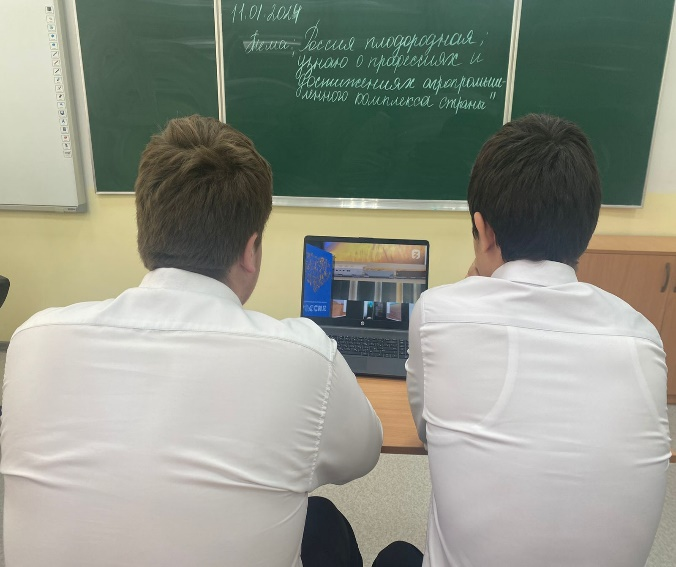 11.01.2024
Тема: „Россия плодородная:
узнаю о профессиях и
достижениях агропромыш-
ленного комплекса страны"